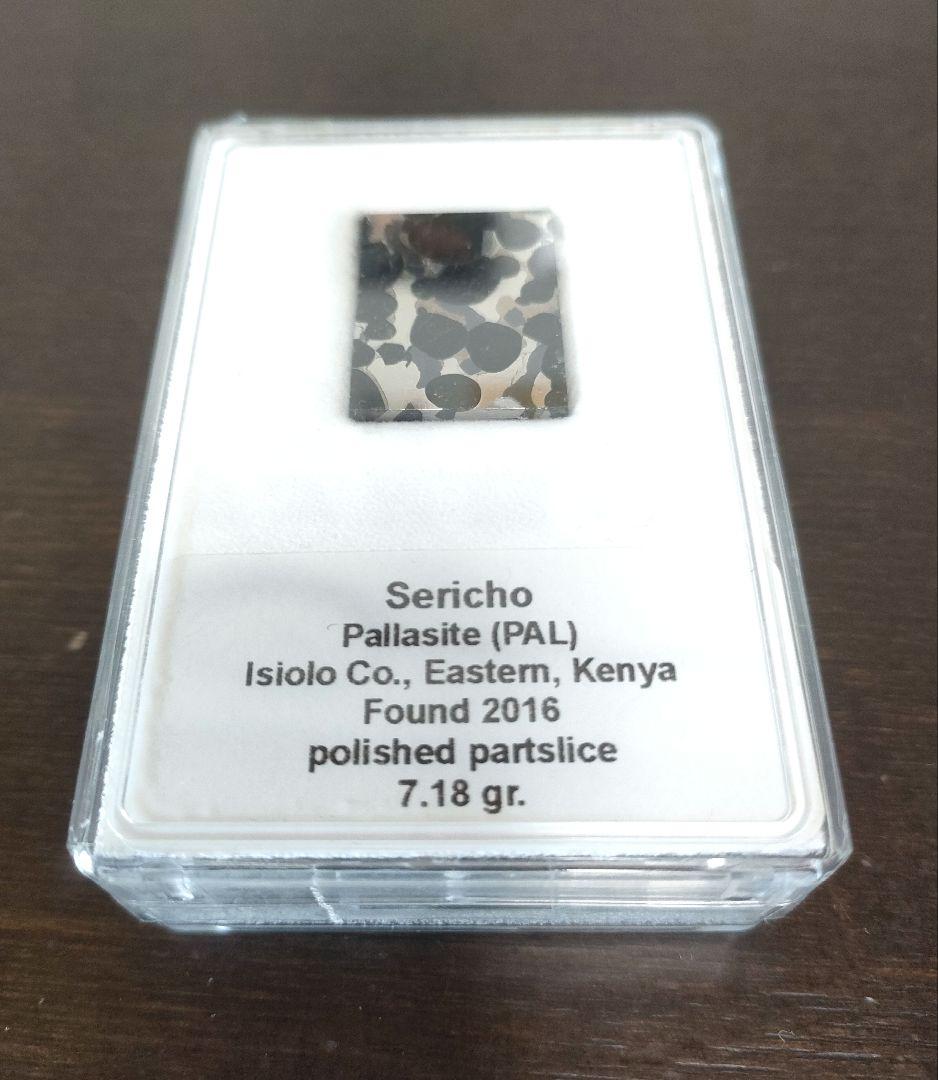 Sericho
Pallasite (PAL)
Isiolo Co., Eastern, Kenya
Found 2016
polished partslice
7.18 gr.